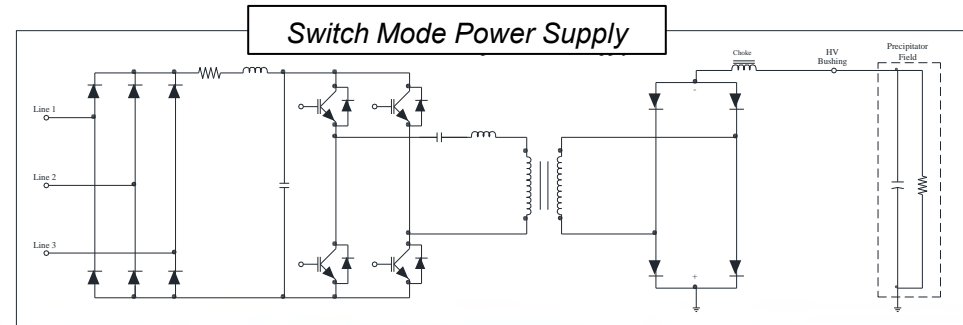 Switch Mode Power Supply
Choke
HV
Bushing
Precipitator
Field
Line 1
Line 2
Line 3
-
+